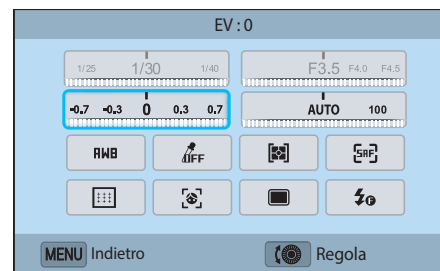 EV : 0
1/25 1/30 1/40
F3.5 F4.0 F4.5
-0.7 -0.3 0 0.3 0.7
AUTO 100
AWB
OFF
SAF
MENU Indietro
Regola